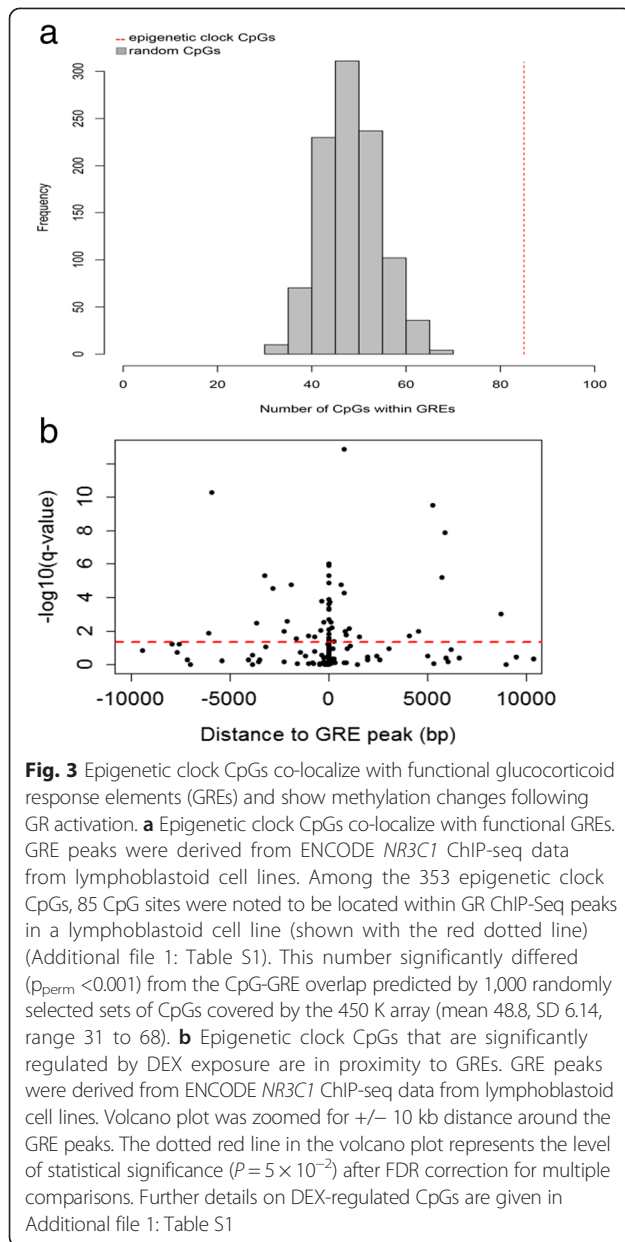 a
epigenetic clock CpGs
random CpGs
Frequency
300
250
200
150
100
50
0
0 20 40 60 80 100
Number of CpGs within GREs
b
-log10(q-value)
10
8
6
4
2
0
-10000 -5000 0 5000 10000
Distance to GRE peak (bp)
Fig. 3 Epigenetic clock CpGs co-localize with functional glucocorticoid
response elements (GREs) and show methylation changes following
GR activation. a Epigenetic clock CpGs co-localize with functional GREs.
GRE peaks were derived from ENCODE NR3C1 ChIP-seq data
from lymphoblastoid cell lines. Among the 353 epigenetic clock
CpGs, 85 CpG sites were noted to be located within GR ChIP-Seq peaks
in a lymphoblastoid cell line (shown with the red dotted line)
(Additional file 1: Table S1). This number significantly differed
(pperm <0.001) from the CpG-GRE overlap predicted by 1,000 randomly
selected sets of CpGs covered by the 450 K array (mean 48.8, SD 6.14,
range 31 to 68). b Epigenetic clock CpGs that are significantly
regulated by DEX exposure are in proximity to GREs. GRE peaks
were derived from ENCODE NR3C1 ChIP-seq data from lymphoblastoid
cell lines. Volcano plot was zoomed for +/− 10 kb distance around the
GRE peaks. The dotted red line in the volcano plot represents the level
of statistical significance (P = 5 × 10⁻²) after FDR correction for multiple
comparisons. Further details on DEX-regulated CpGs are given in
Additional file 1: Table S1